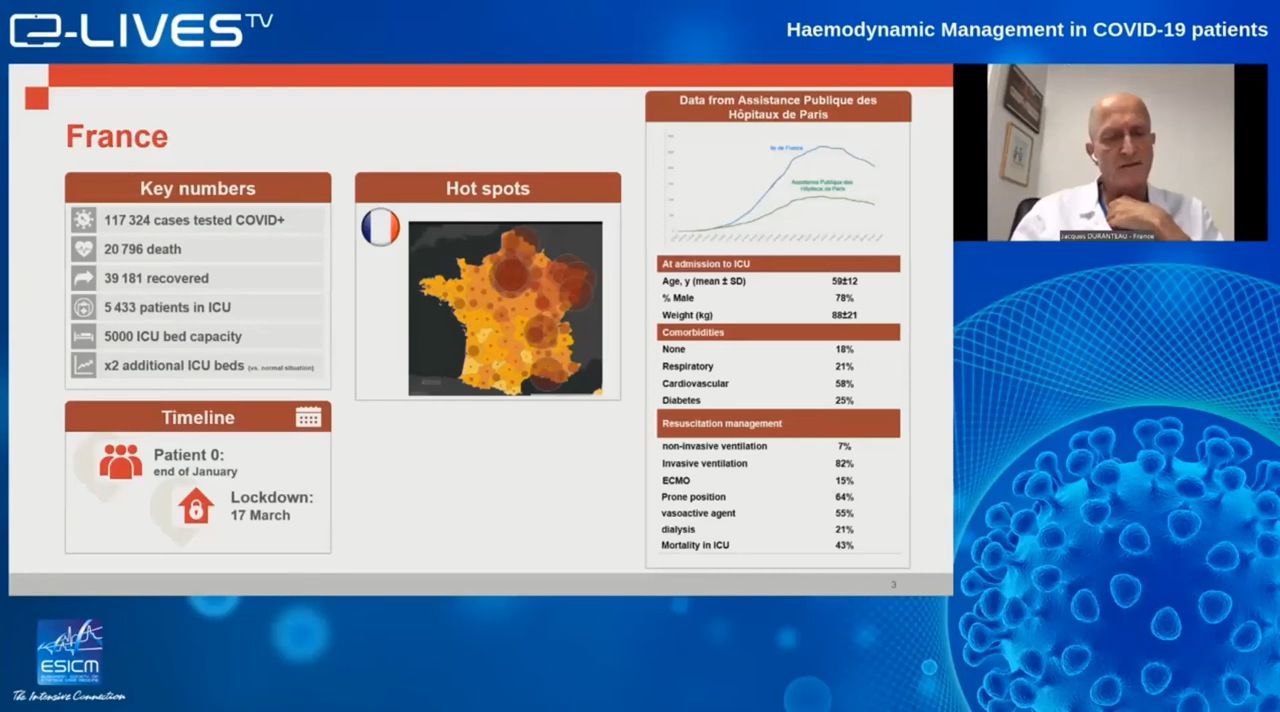 e-LIVES TV
Haemodynamic Management in COVID-19 patients
France
Key numbers
117 324 cases tested COVID+
20 796 death
39 181 recovered
5 433 patients in ICU
5000 ICU bed capacity
x2 additional ICU beds (vs. normal situation)
Timeline
Patient 0:
end of January
Lockdown:
17 March
Hot spots
Data from Assistance Publique des
Hôpitaux de Paris
Ile de France
Assistance Publique des
Hôpitaux de Paris
At admission to ICU
Age, y (mean ± SD) 59±12
% Male 78%
Weight (kg) 88±21
Comorbidities
None 18%
Respiratory 21%
Cardiovascular 58%
Diabetes 25%
Resuscitation management
non-invasive ventilation 7%
Invasive ventilation 82%
ECMO 15%
Prone position 64%
vasoactive agent 55%
dialysis 21%
Mortality in ICU 43%
3
Jacques DURANTEAU - France
ESICM
The Intensive Connection